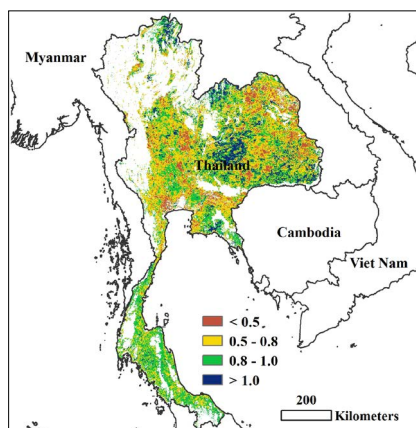 Myanmar
Thailand
Cambodia
Viet Nam
< 0.5
0.5 - 0.8
0.8 - 1.0
> 1.0
200
Kilometers